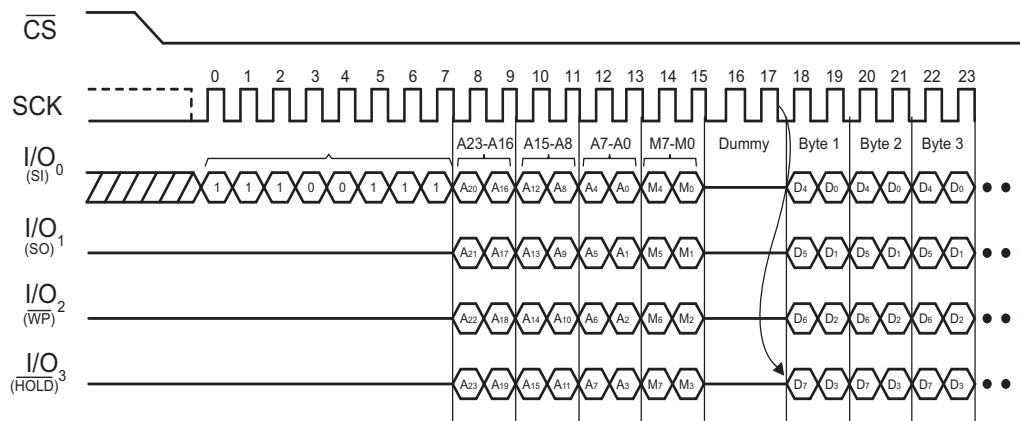 CS
0 1 2 3 4 5 6 7 8 9 10 11 12 13 14 15 16 17 18 19 20 21 22 23
SCK
A23-A16 A15-A8 A7-A0 M7-M0 Dummy Byte 1 Byte 2 Byte 3
I/O0
(SI)
1 1 1 0 0 1 1 1 A20 A16 A12 A8 A4 A0 M4 M0 D4 D0 D4 D0 D4 D0
I/O1
(SO)
A21 A17 A13 A9 A5 A1 M5 M1 D5 D1 D5 D1 D5 D1
I/O2
(WP)
A22 A18 A14 A10 A6 A2 M6 M2 D6 D2 D6 D2 D6 D2
I/O3
(HOLD)
A23 A19 A15 A11 A7 A3 M7 M3 D7 D3 D7 D3 D7 D3